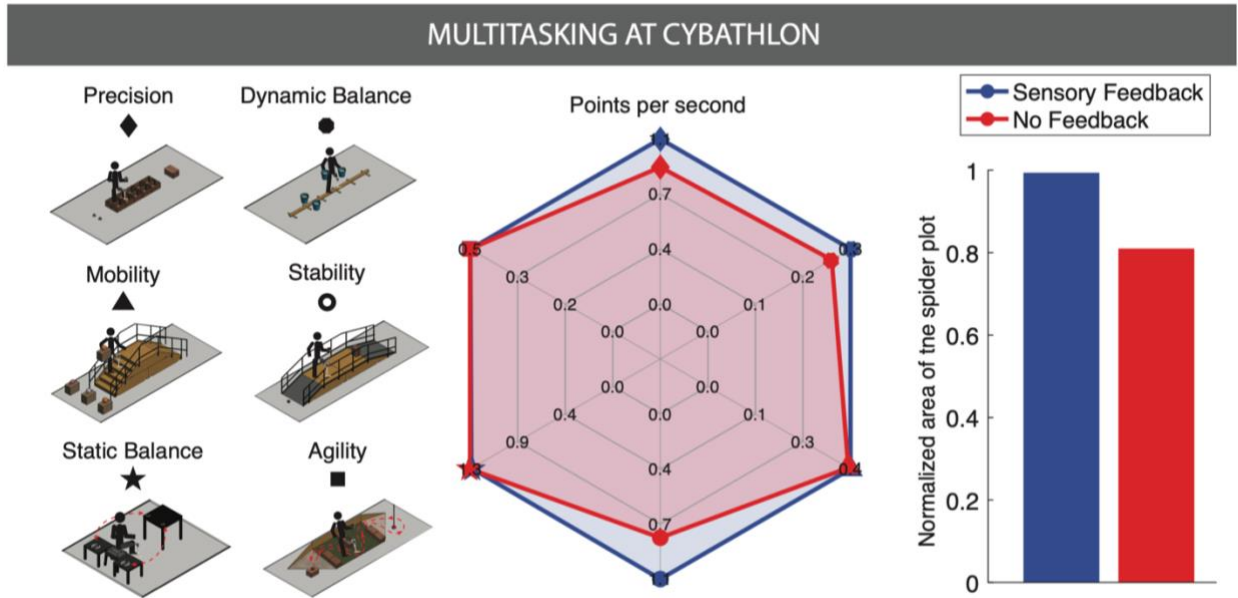 MULTITASKING AT CYBATHLON
Precision
Dynamic Balance
Mobility
Stability
Static Balance
Agility
Points per second
0.7
0.4
0.0
0.3
0.2
0.1
0.0
0.4
0.3
0.1
0.0
0.7
0.4
0.0
1.3
0.9
0.4
0.0
0.5
0.3
0.2
0.0
Sensory Feedback
No Feedback
Normalized area of tne spider plot
1
0.8
0.6
0.4
0.2
0